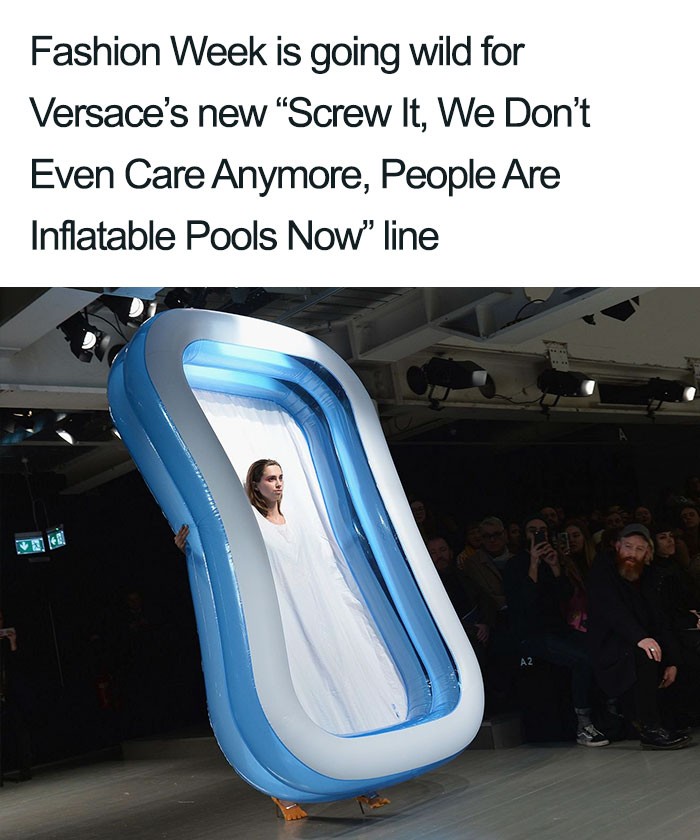 Fashion Week is going wild for
Versace’s new “Screw It, We Don’t
Even Care Anymore, People Are
Inflatable Pools Now” line
A2
A